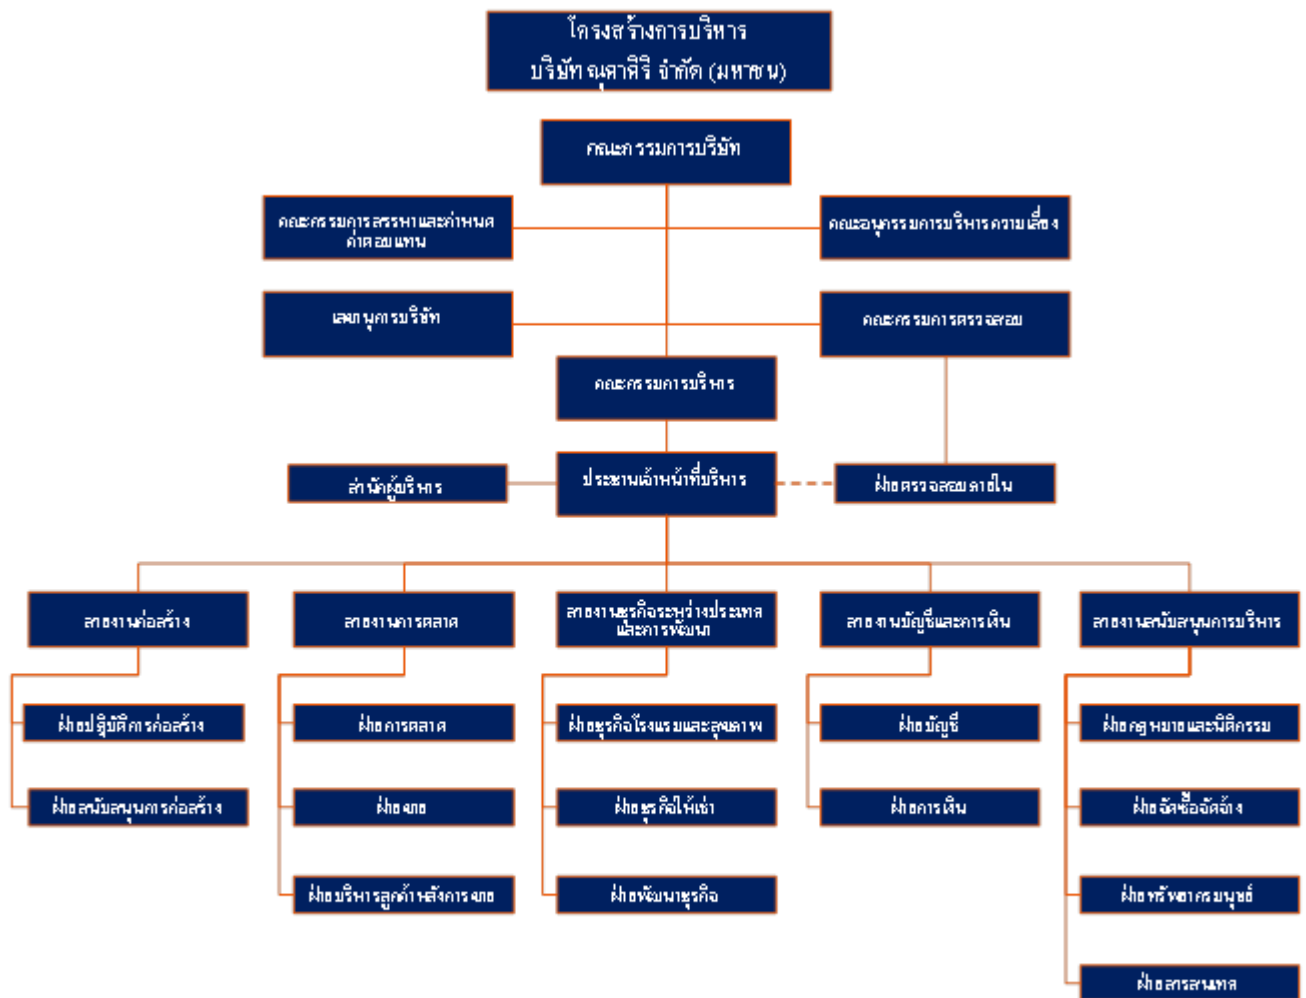 โครงสร้างการบริหาร
บริษัท ณุศาศิริ จำกัด (มหาชน)
คณะกรรมการบริษัท
คณะกรรมการสรรหาและกำหนด
ค่าตอบแทน
คณะอนุกรรมการบริหารความเสี่ยง
เลขานุการบริษัท
คณะกรรมการตรวจสอบ
คณะกรรมการบริหาร
สำนักผู้บริหาร
ประธานเจ้าหน้าที่บริหาร
ฝ่ายตรวจสอบภายใน
สายงานก่อสร้าง
สายงานการตลาด
สายงานธุรกิจระหว่างประเทศ
และการพัฒนา
สายงานบัญชีและการเงิน
สายงานสนับสนุนการบริหาร
ฝ่ายปฏิบัติการก่อสร้าง
ฝ่ายการตลาด
ฝ่ายธุรกิจโรงแรมและสุขภาพ
ฝ่ายบัญชี
ฝ่ายกฎหมายและนิติกรรม
ฝ่ายสนับสนุนการก่อสร้าง
ฝ่ายขาย
ฝ่ายธุรกิจให้เช่า
ฝ่ายการเงิน
ฝ่ายจัดซื้อจัดจ้าง
ฝ่ายบริหารลูกค้าหลังการขาย
ฝ่ายพัฒนาธุรกิจ
ฝ่ายทรัพยากรมนุษย์
ฝ่ายสารสนเทศ